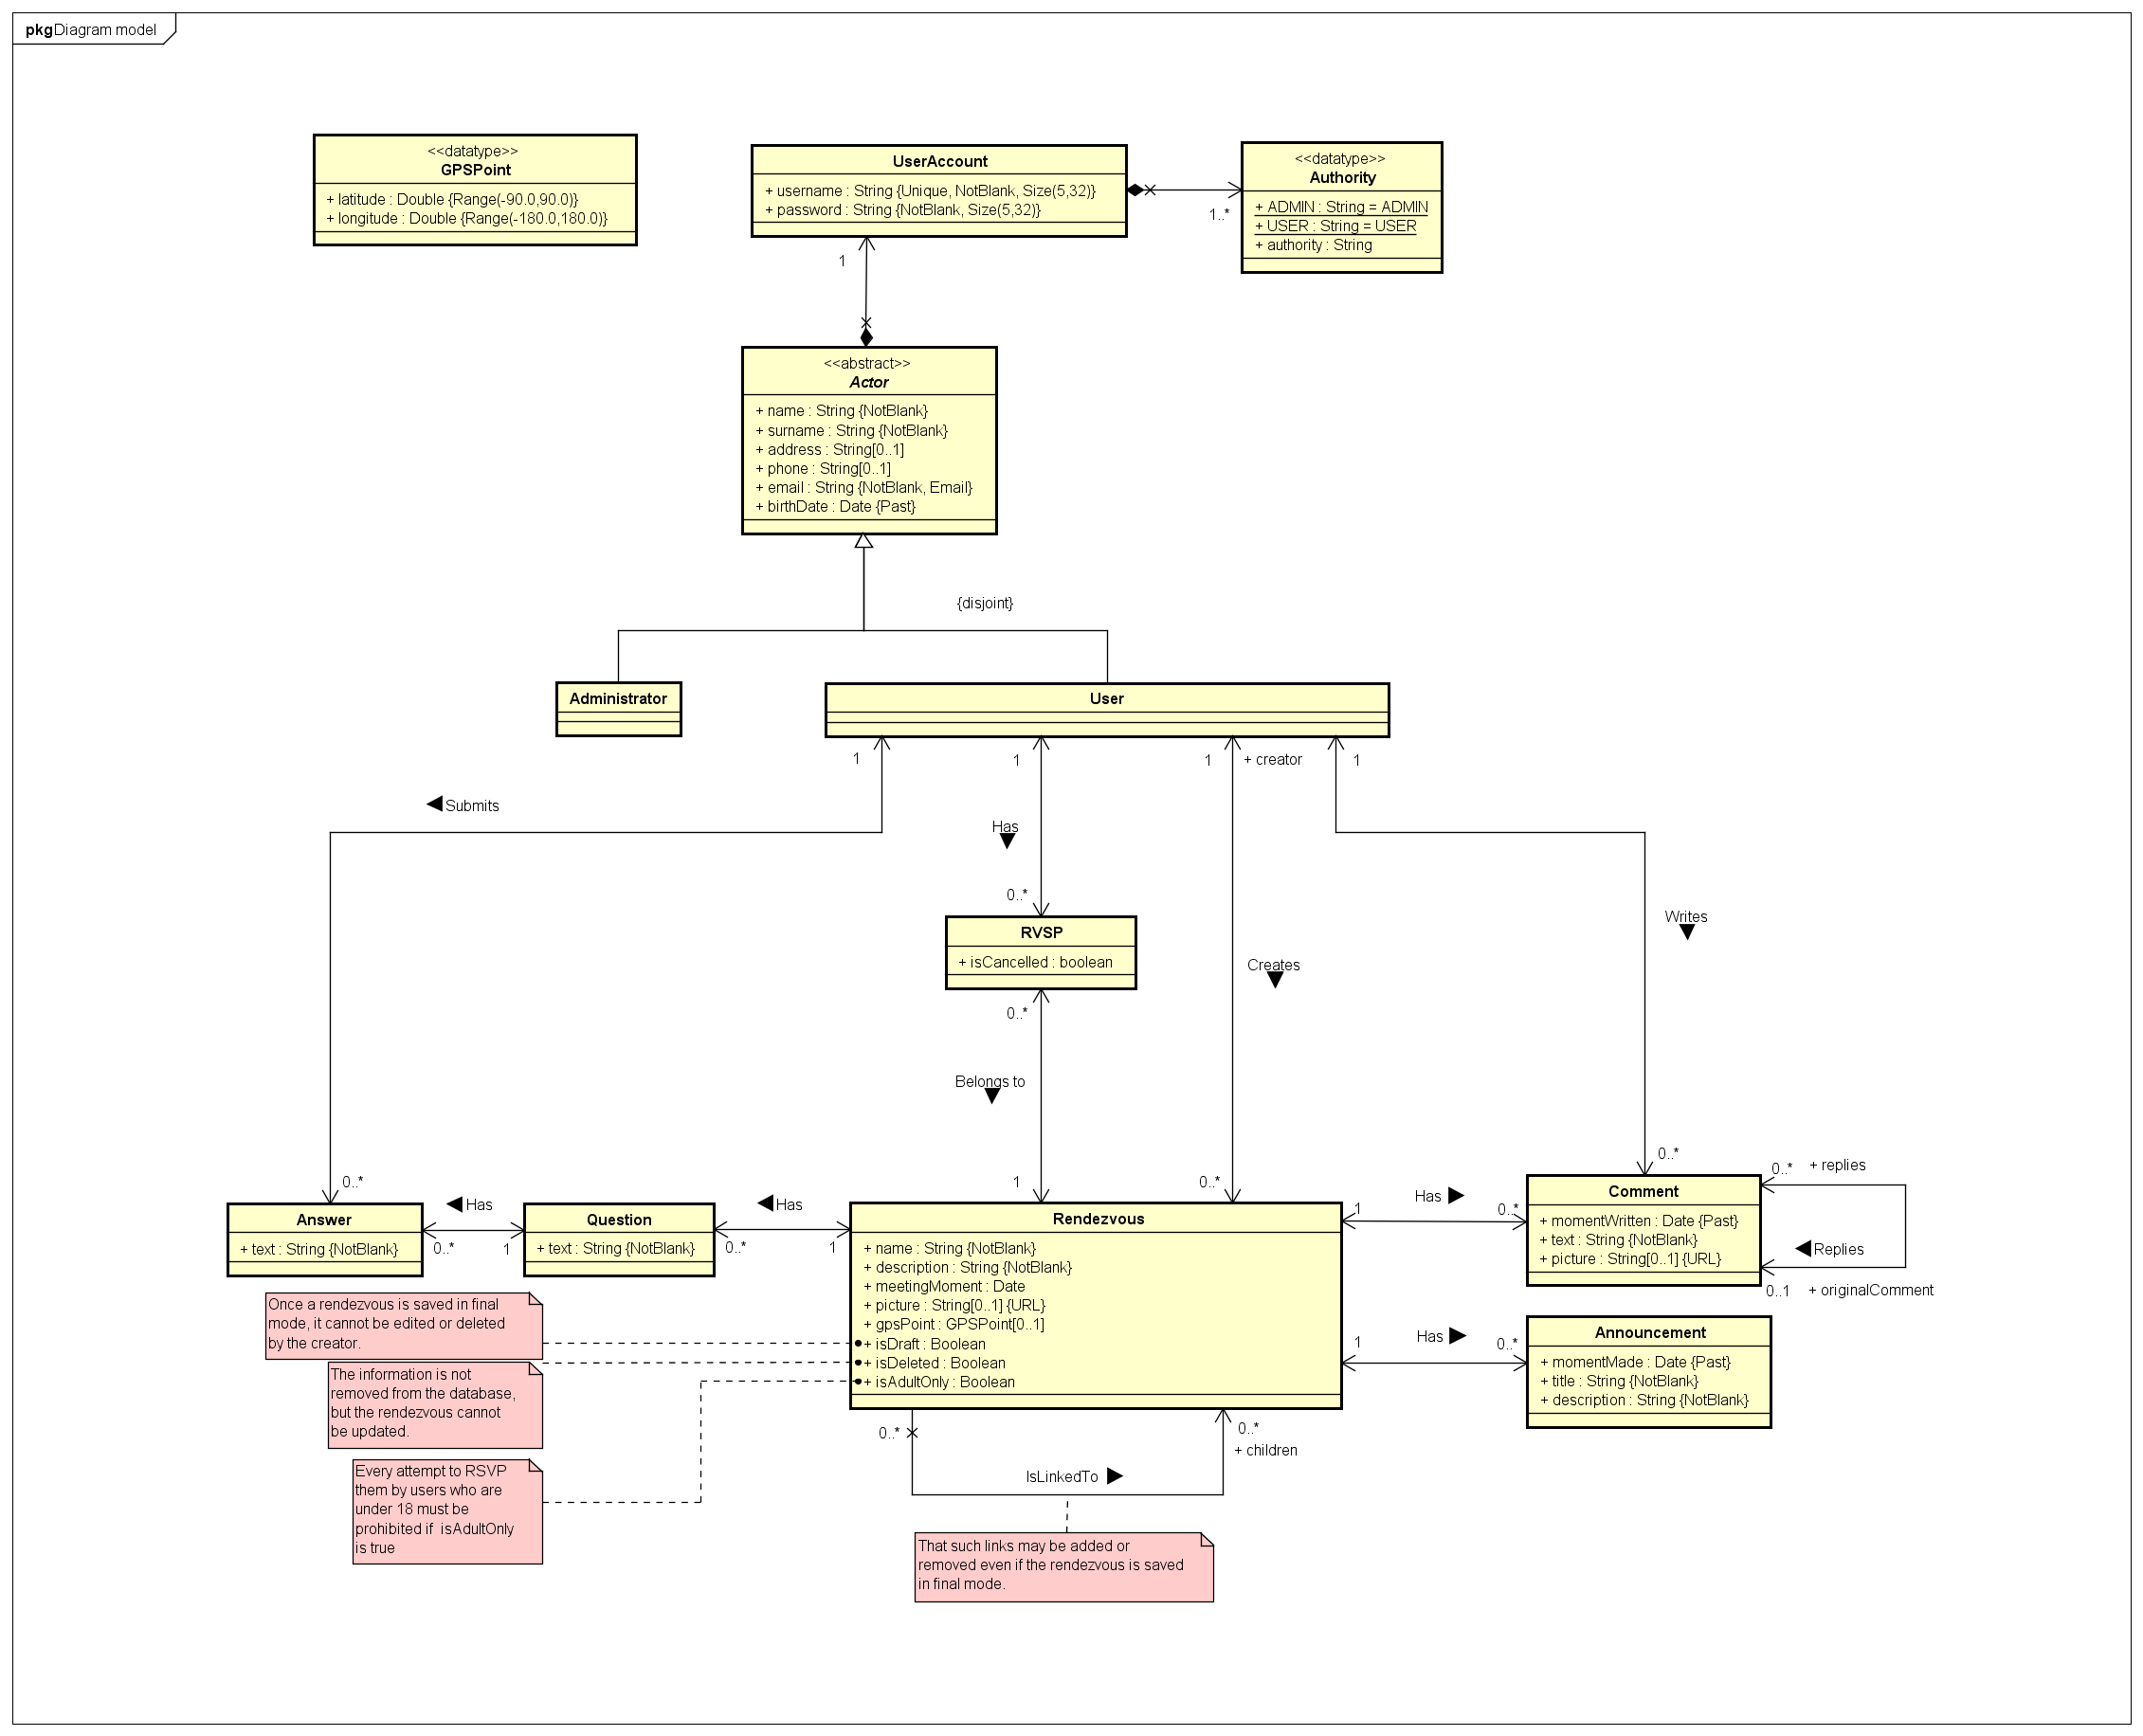 pkg Diagram model
<<datatype>>
GPSPoint
+ latitude : Double {Range(-90.0,90.0)}
+ longitude : Double {Range(-180.0,180.0)}
UserAccount
+ username : String {Unique, NotBlank, Size(5,32)}
+ password : String {NotBlank, Size(5,32)}
1..*
<<datatype>>
Authority
+ ADMIN : String = ADMIN
+ USER : String = USER
+ authority : String
1
<<abstract>>
Actor
+ name : String {NotBlank}
+ surname : String {NotBlank}
+ address : String[0..1]
+ phone : String[0..1]
+ email : String {NotBlank, Email}
+ birthDate : Date {Past}
{disjoint}
Administrator
User
1
1
1
+ creator
1
Submits
Has
0..*
RVSP
+ isCancelled : boolean
0..*
Writes
Creates
Belongs to
1
0..*
0..*
0..*
Answer
+ text : String {NotBlank}
Has
0..*
1
Question
+ text : String {NotBlank}
Has
0..*
1
Rendezvous
+ name : String {NotBlank}
+ description : String {NotBlank}
+ meetingMoment : Date
+ picture : String[0..1] {URL}
+ gpsPoint : GPSPoint[0..1]
+ isDraft : Boolean
+ isDeleted : Boolean
+ isAdultOnly : Boolean
1
Has
0..*
Comment
+ momentWritten : Date {Past}
+ text : String {NotBlank}
+ picture : String[0..1] {URL}
0..*
+ replies
Replies
0..1
+ originalComment
1
Has
0..*
Announcement
+ momentMade : Date {Past}
+ title : String {NotBlank}
+ description : String {NotBlank}
Once a rendezvous is saved in final
mode, it cannot be edited or deleted
by the creator.
The information is not
removed from the database,
but the rendezvous cannot
be updated.
Every attempt to RSVP
them by users who are
under 18 must be
prohibited if  isAdultOnly
is true
0..*
0..*
+ children
IsLinkedTo
That such links may be added or
removed even if the rendezvous is saved
in final mode.